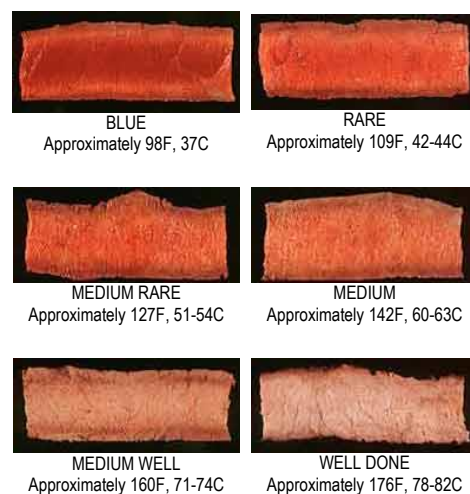 BLUE
Approximately 98F, 37C
RARE
Approximately 109F, 42-44C
MEDIUM RARE
Approximately 127F, 51-54C
MEDIUM
Approximately 142F, 60-63C
MEDIUM WELL
Approximately 160F, 71-74C
WELL DONE
Approximately 176F, 78-82C